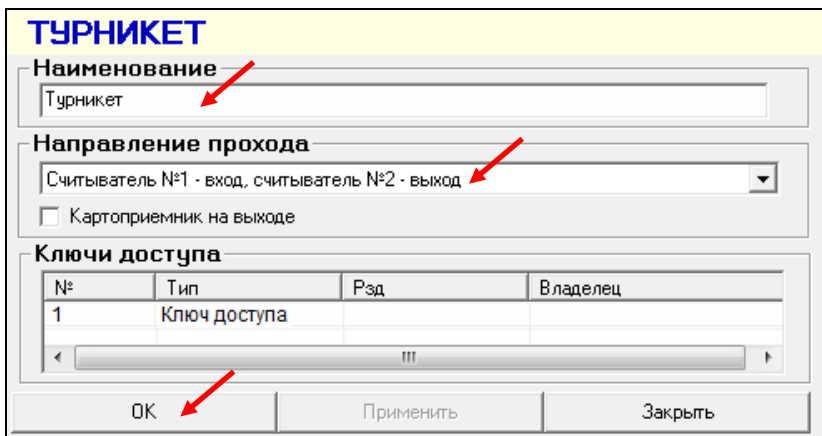 ТУРНИКЕТ
Наименование
Турникет
Направление прохода
Считыватель №1 - вход, считыватель №2 - выход
Картоприемник на выходе
Ключи доступа
№ Тип Рзд Владелец
1 Ключ доступа
ОК Применить Закрыть